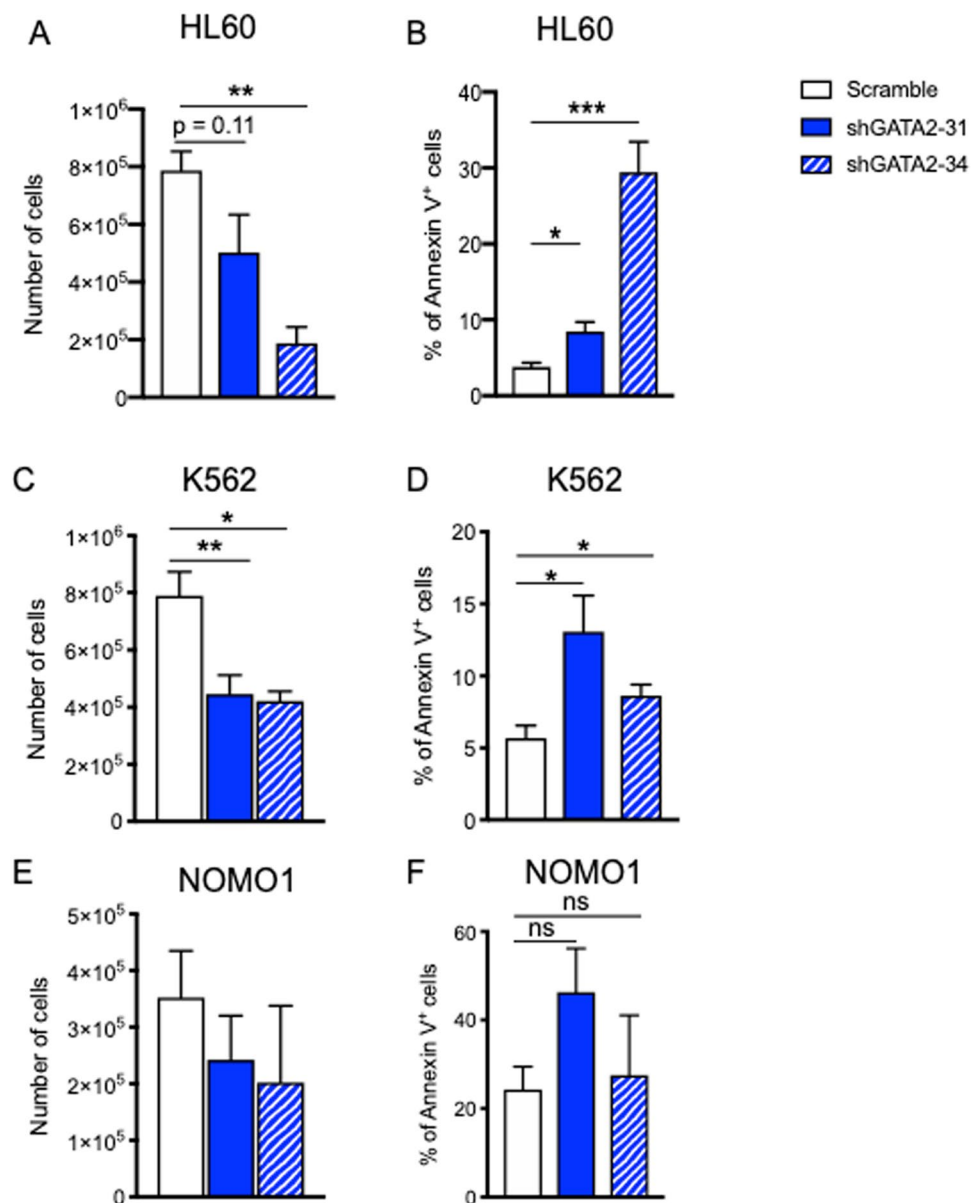 A
HL60
Number of cells
1×10⁶
8×10⁵
6×10⁵
4×10⁵
2×10⁵
0
**
p = 0.11
B
HL60
% of Annexin V⁺ cells
40
30
20
10
0
***
*
Scramble
shGATA2-31
shGATA2-34
C
K562
Number of cells
1×10⁶
8×10⁵
6×10⁵
4×10⁵
2×10⁵
0
*
**
D
K562
% of Annexin V⁺ cells
20
15
10
5
0
*
*
E
NOMO1
Number of cells
5×10⁵
4×10⁵
3×10⁵
2×10⁵
1×10⁵
0
F
NOMO1
% of Annexin V⁺ cells
60
40
20
0
ns
ns